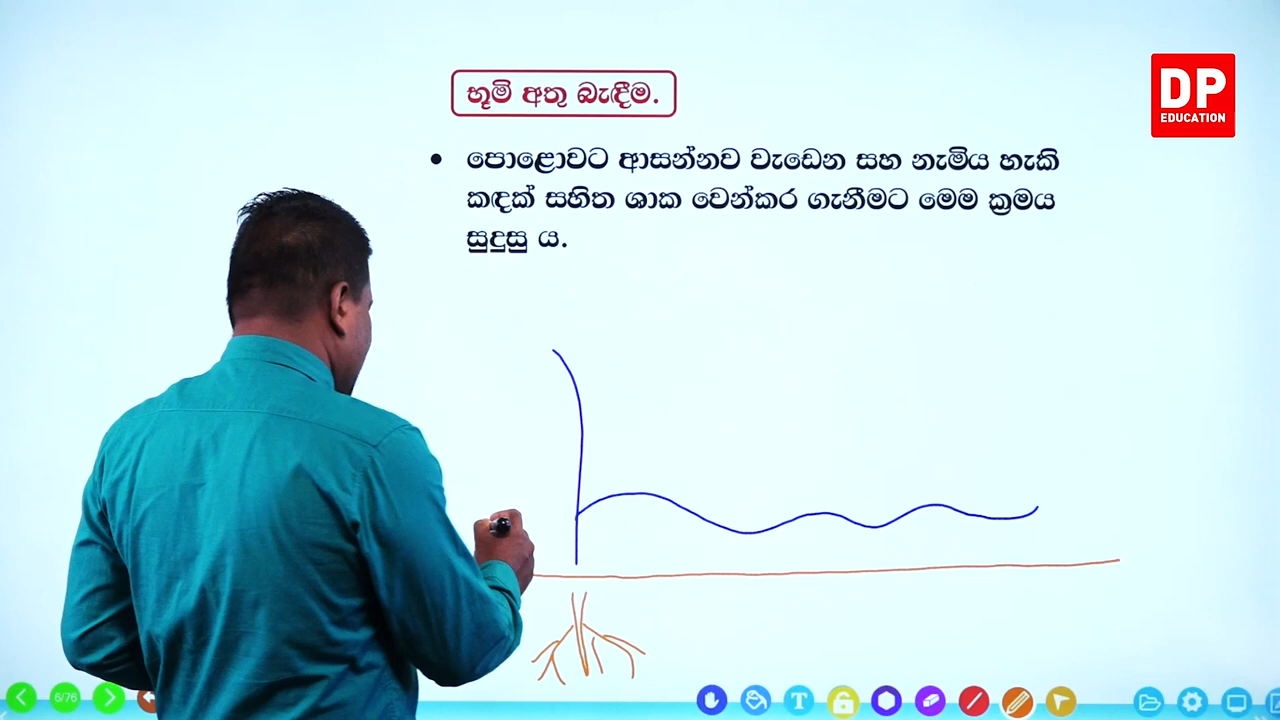 භූමි අතු බැඳීම.
DP
EDUCATION
• පොළොවට ආසන්නව වැඩෙන සහ නැමිය හැකි
කඳක් සහිත ශාක වෙන්කර ගැනීමට මෙම ක්‍රමය
සුදුසු ය.
6/76
T